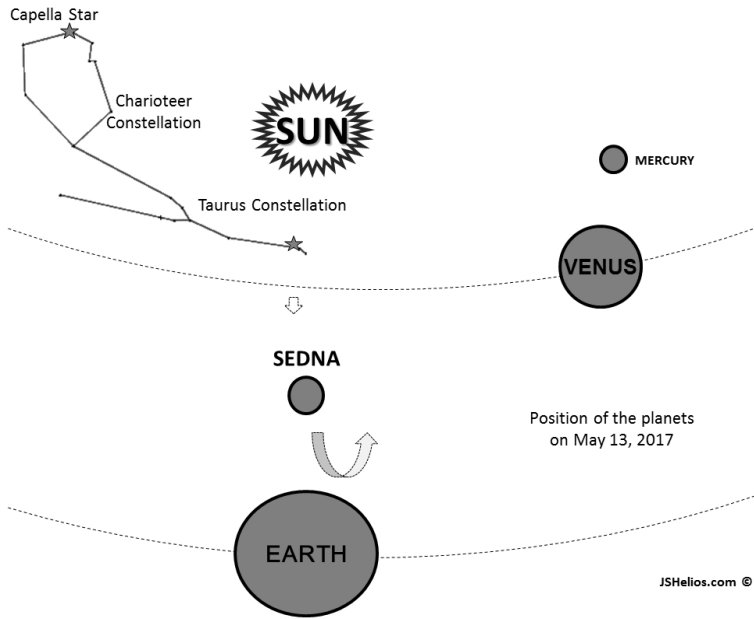 Capella Star
Charioteer
Constellation
SUN
MERCURY
Taurus Constellation
VENUS
SEDNA
Position of the planets
on May 13, 2017
EARTH
JSHelios.com ©